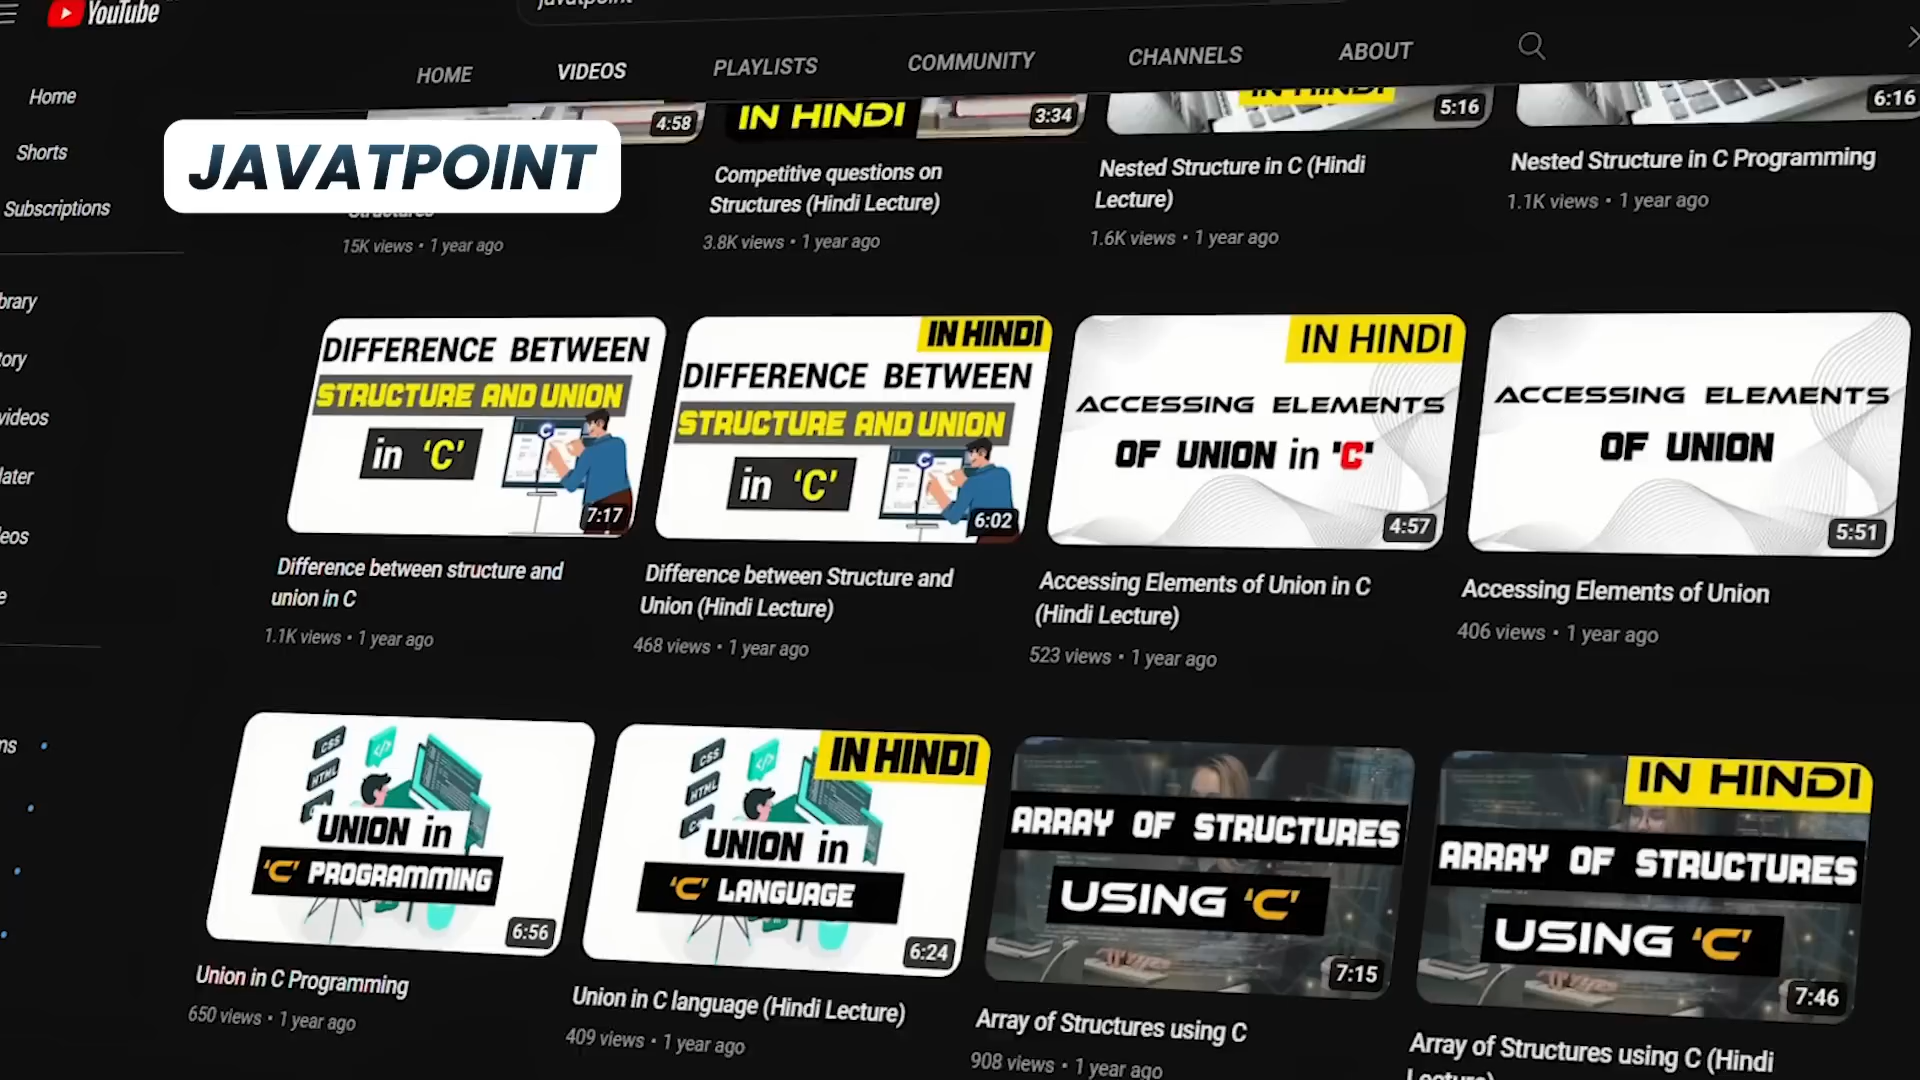 YouTube
HOME
VIDEOS
PLAYLISTS
COMMUNITY
CHANNELS
ABOUT
Home
Shorts
Subscriptions
videos
JAVATPOINT
4:58
IN HINDI
3:34
IN HINDI
5:16
6:16
Structures
15K views • 1 year ago
Competitive questions on
Structures (Hindi Lecture)
3.8K views • 1 year ago
Nested Structure in C (Hindi
Lecture)
1.6K views • 1 year ago
Nested Structure in C Programming
1.1K views • 1 year ago
DIFFERENCE BETWEEN
STRUCTURE AND UNION
in 'C'
C
7:17
Difference between structure and
union in C
1.1K views • 1 year ago
IN HINDI
DIFFERENCE BETWEEN
STRUCTURE AND UNION
in 'C'
C
6:02
Difference between Structure and
Union (Hindi Lecture)
468 views • 1 year ago
IN HINDI
ACCESSING ELEMENTS
OF UNION in 'C'
4:57
Accessing Elements of Union in C
(Hindi Lecture)
523 views • 1 year ago
ACCESSING ELEMENTS
OF UNION
5:51
Accessing Elements of Union
406 views • 1 year ago
CSS
HTML
UNION in
'C' PROGRAMMING
6:56
Union in C Programming
650 views • 1 year ago
IN HINDI
CSS
HTML
UNION in
'C' LANGUAGE
6:24
Union in C language (Hindi Lecture)
409 views • 1 year ago
ARRAY OF STRUCTURES
USING 'C'
7:15
Array of Structures using C
908 views • 1 year ago
IN HINDI
ARRAY OF STRUCTURES
USING 'C'
7:46
Array of Structures using C (Hindi